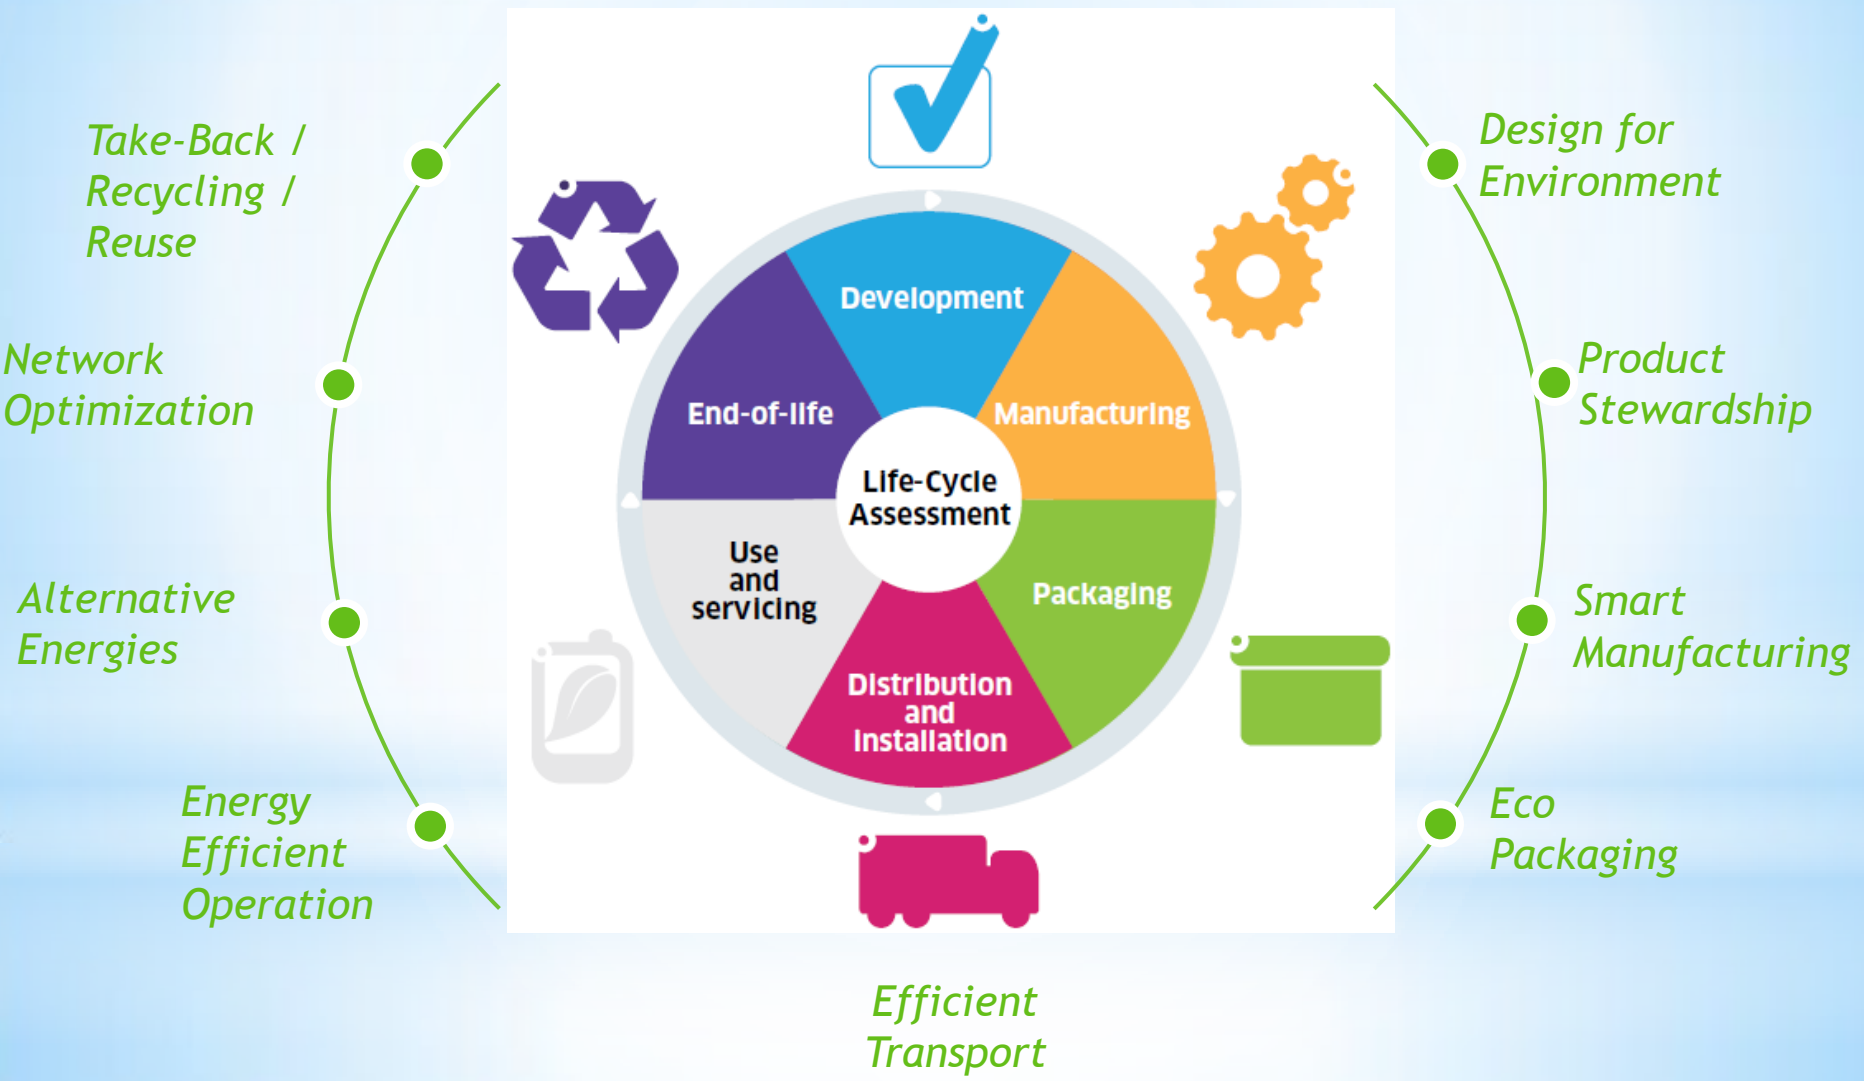 Take-Back /
Recycling /
Reuse
Network
Optimization
Alternative
Energies
Energy
Efficient
Operation
Development
Manufacturing
Packaging
Distribution
and
installation
Use
and
servicing
End-of-life
Life-Cycle
Assessment
Design for
Environment
Product
Stewardship
Smart
Manufacturing
Eco
Packaging
Efficient
Transport